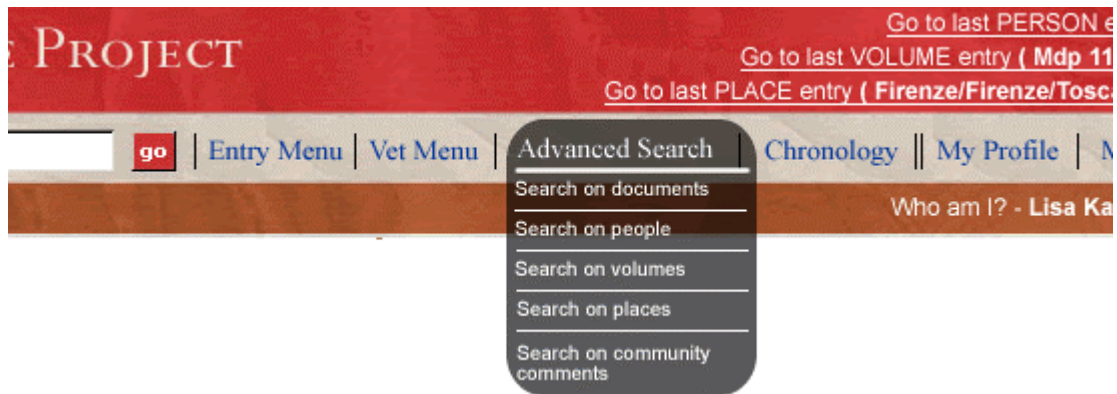 PROJECT
Go to last PERSON
Go to last VOLUME entry ( Mdp 11
Go to last PLACE entry ( Firenze/Firenze/Tosca
go | Entry Menu | Vet Menu | Advanced Search | Chronology || My Profile |
Search on documents
Who am I? - Lisa Ka
Search on people
Search on volumes
Search on places
Search on community
comments